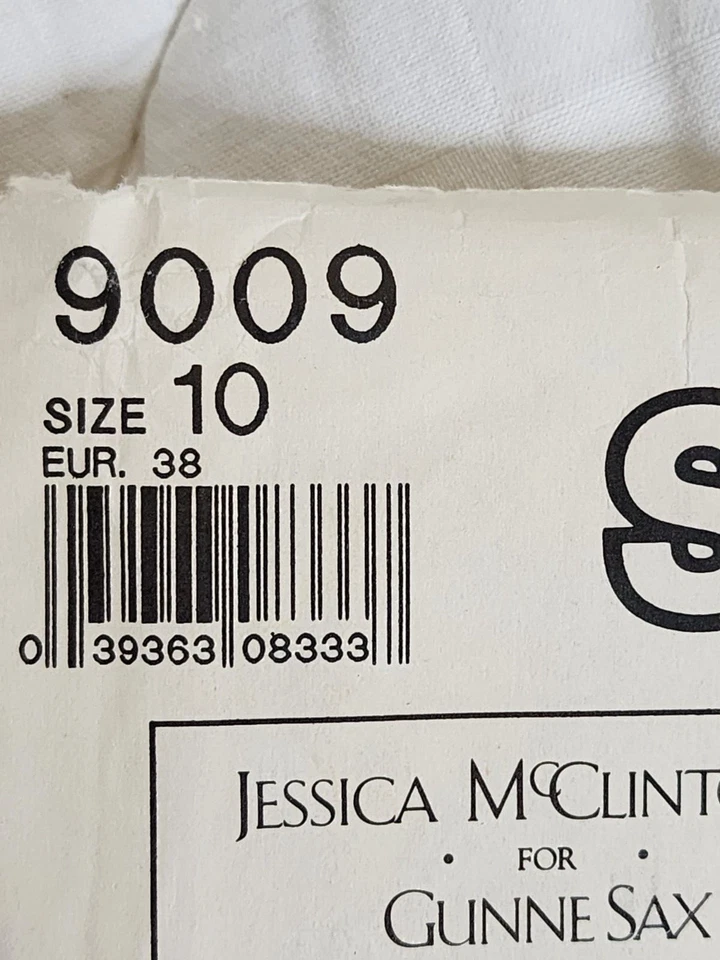 9009
SIZE 10
EUR. 38
0 39363 08333
S
JESSICA MCCLINT
FOR
GUNNE SAX